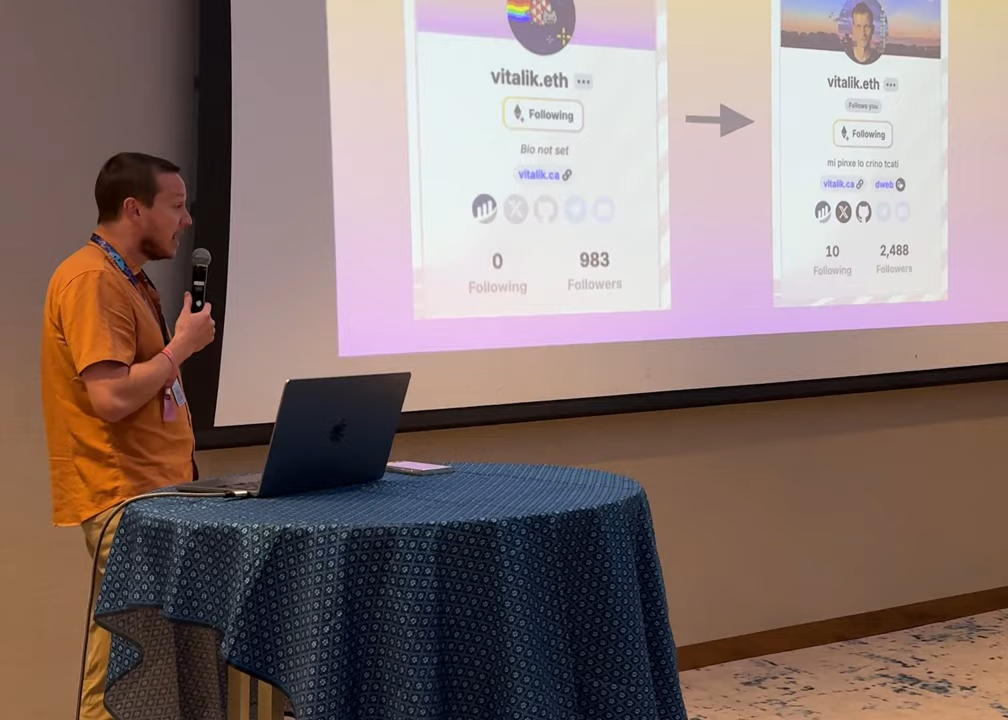 vitalik.eth
Following
Bio not set
vitalik.ca
0
983
Following
Followers
vitalik.eth
Follows you
Following
mi pinxe lo crino tcati
vitalik.ca
dweb
10
2,488
Following
Followers